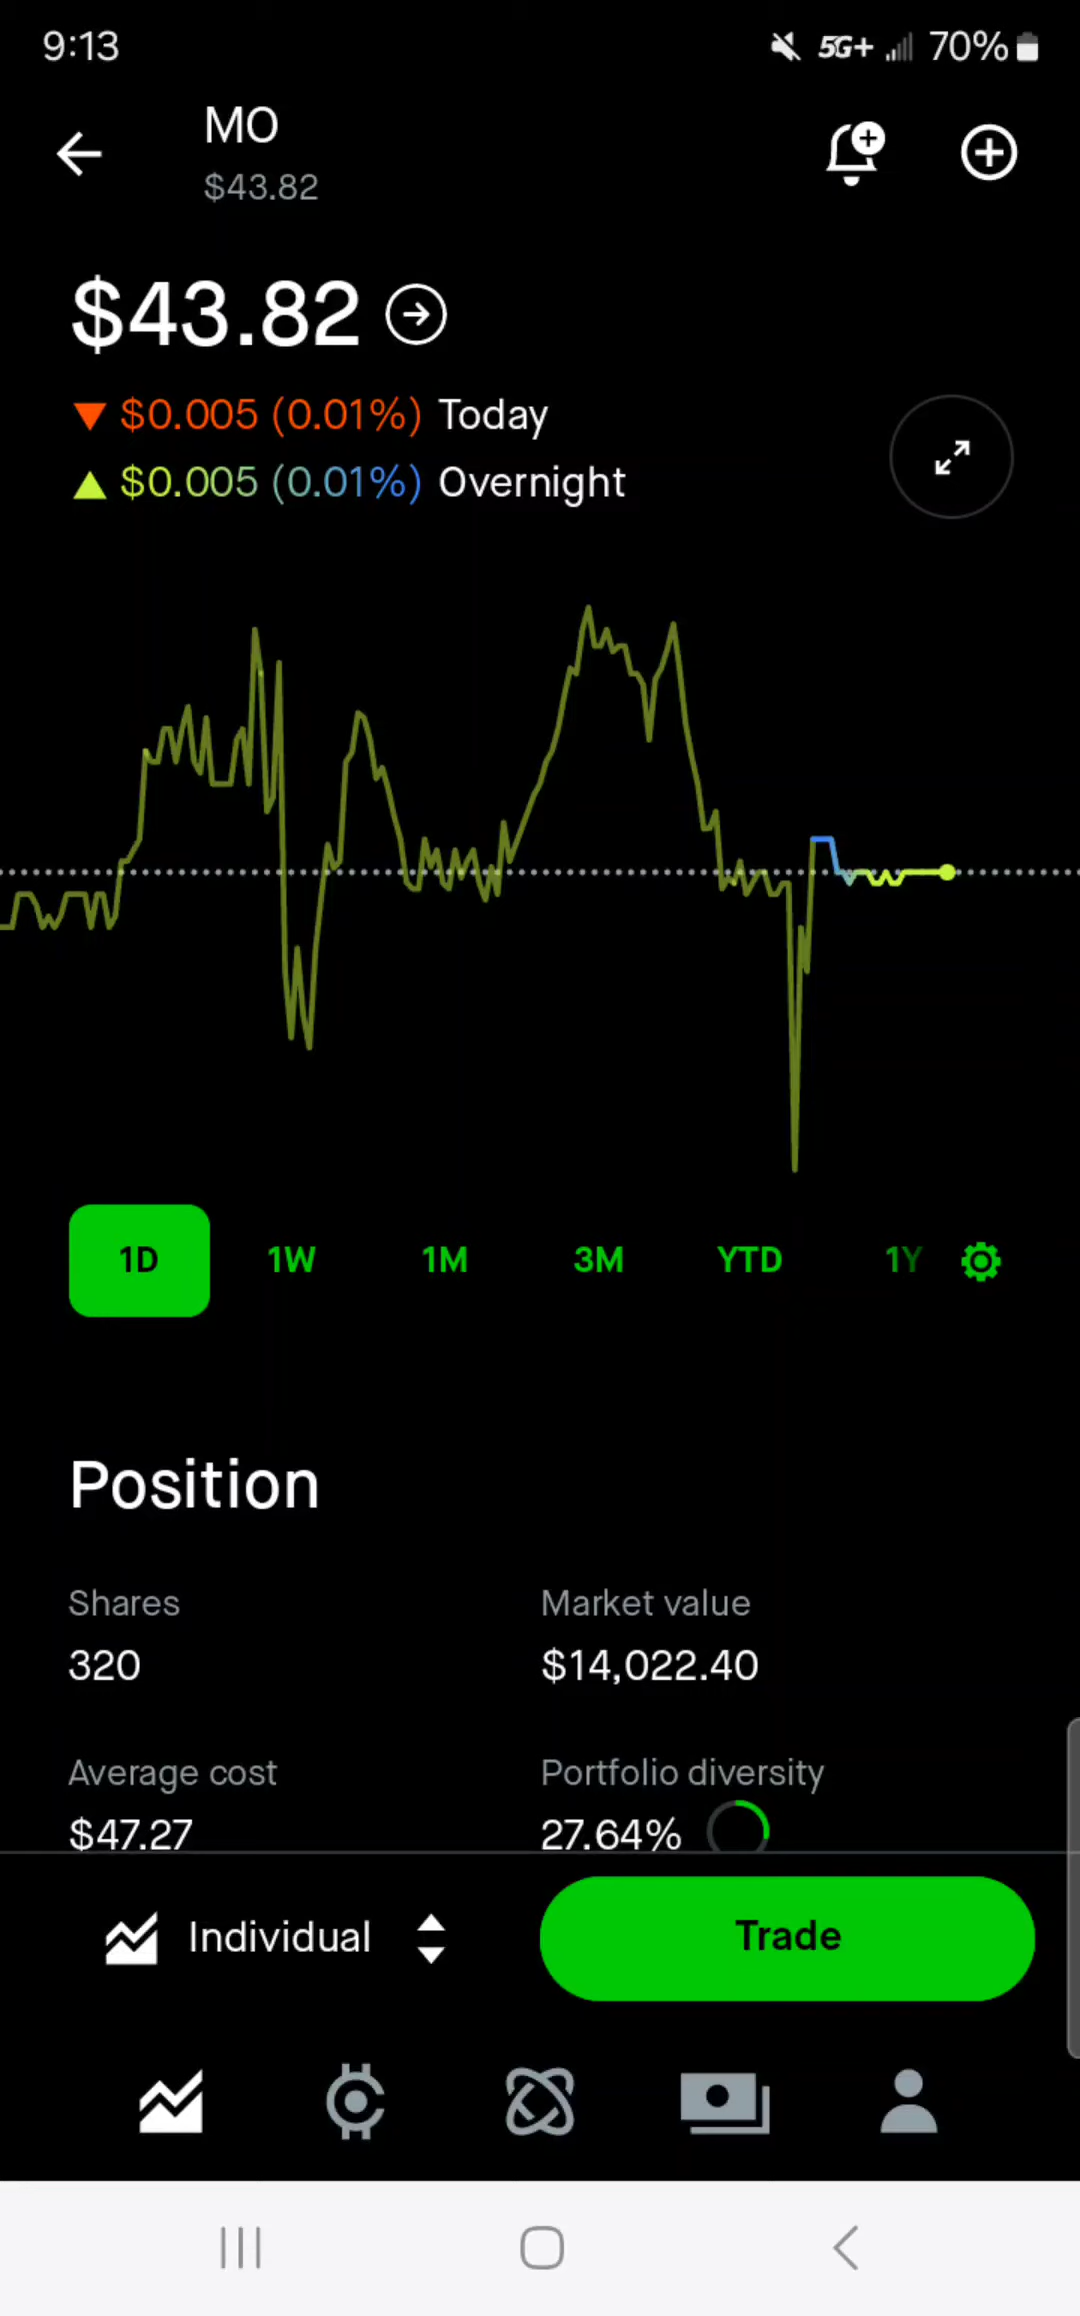 9:13 5G+ 70%
MO
$43.82
$43.82
$0.005 (0.01%) Today
$0.005 (0.01%) Overnight
1D 1W 1M 3M YTD 1Y
Position
Shares Market value
320 $14,022.40
Average cost Portfolio diversity
$47.27 27.64%
Individual Trade